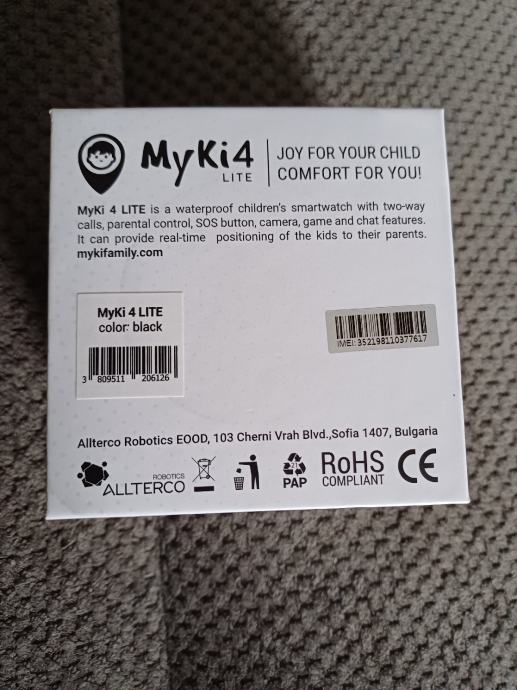 MyKi4
LITE
JOY FOR YOUR CHILD
COMFORT FOR YOU!
MyKi 4 LITE is a waterproof children's smartwatch with two-way
calls, parental control, SOS button, camera, game and chat features.
It can provide real-time positioning of the kids to their parents.
mykifamily.com
MyKi 4 LITE
color: black
3 809511 206126
IMEI: 352198110377617
Allterco Robotics EOOD, 103 Cherni Vrah Blvd.,Sofia 1407, Bulgaria
ROBOTICS
ALLTERCO
21
PAP
RoHS
COMPLIANT
CE